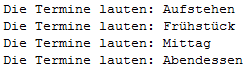 Die Termine lauten: Aufstehen
Die Termine lauten: Frühstück
Die Termine lauten: Mittag
Die Termine lauten: Abendessen